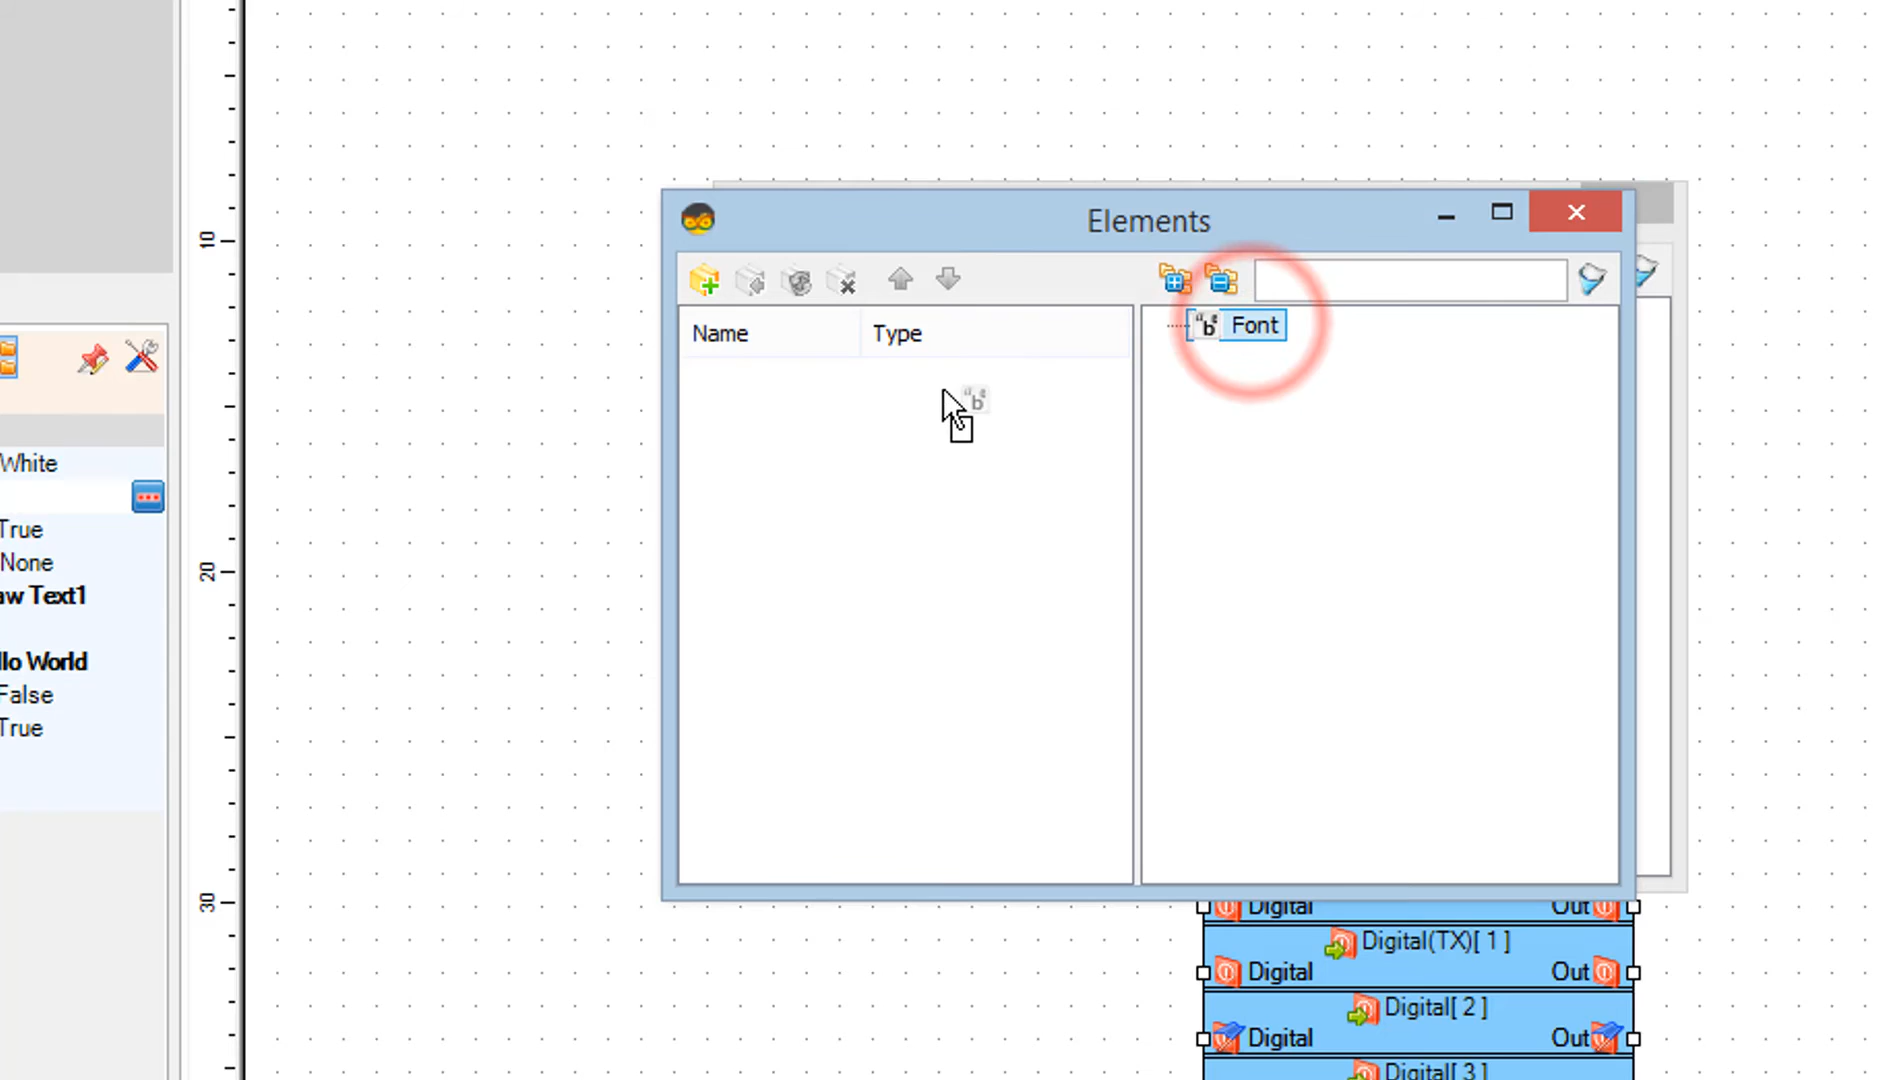 Elements
Name
Type
Font
10
20
30
White
True
None
aw Text1
llo World
False
True
Digital
Out
Digital(TX)[ 1 ]
Digital
Out
Digital[ 2 ]
Digital
Out
Digital[ 3 ]